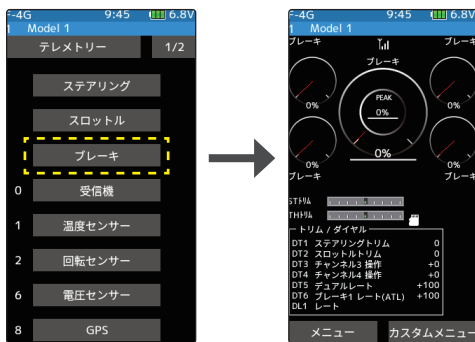 F-4G 9:45 6.8V
1 Model 1
テレメトリー 1/2
ステアリング
スロットル
ブレーキ
0 受信機
1 温度センサー
2 回転センサー
6 電圧センサー
8 GPS
F-4G 9:45 6.8V
1 Model 1
ブレーキ ブレーキ
ブレーキ
PEAK
0% 0% 0%
0%
0% 0%
ブレーキ ブレーキ
STトリム
THトリム
トリム / ダイヤル
DT1 ステアリングトリム 0
DT2 スロットルトリム 0
DT3 チャンネル3 操作 +0
DT4 チャンネル4 操作 +0
DT5 デュアルレート +100
DT6 ブレーキ1 レート(ATL) +100
DL1 レート
メニュー カスタムメニュー